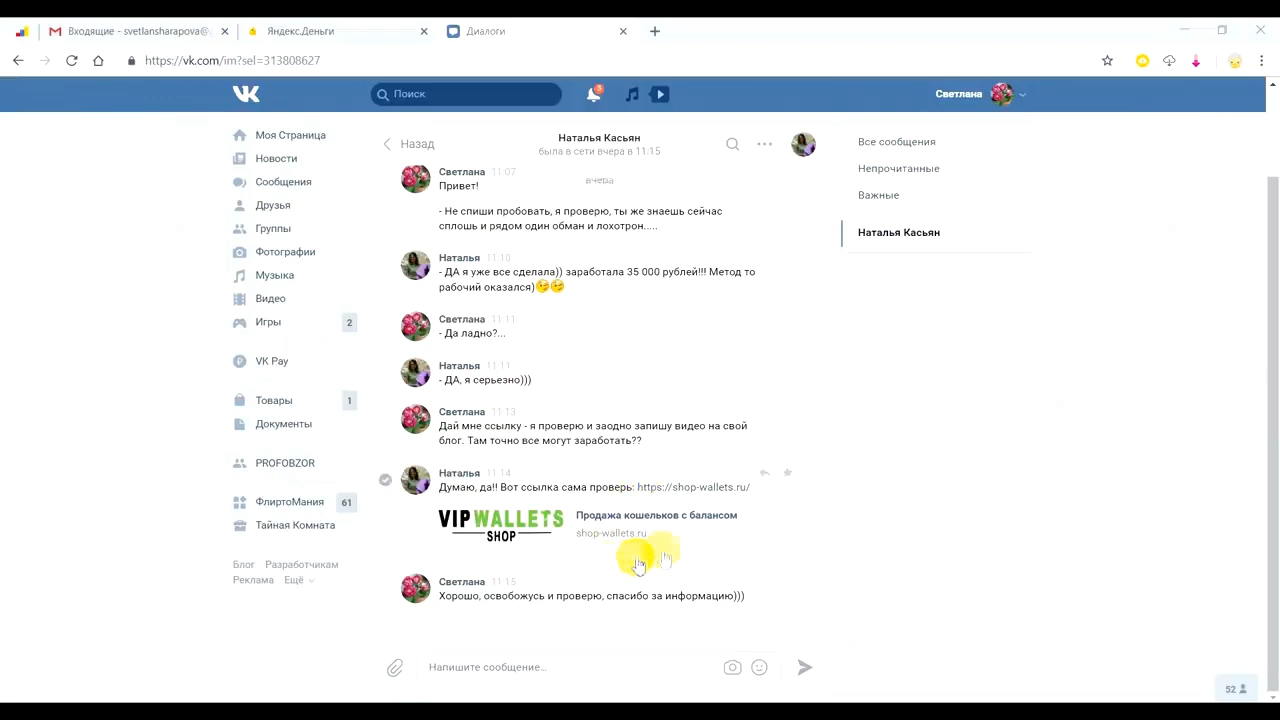 Входящие - svetlansharapova@
Яндекс.Деньги
Диалоги
https://vk.com/im?sel=313808627
Поиск
3
Светлана
Моя Страница
Новости
Сообщения
Друзья
Группы
Фотографии
Музыка
Видео
Игры
2
VK Pay
Товары
1
Документы
PROFOBZOR
ФлиртоМания
61
Тайная Комната
Блог Разработчикам
Реклама Ещё
Назад
Наталья Касьян
была в сети вчера в 11:15
вчера
Светлана 11:07
Привет!
- Не спиши пробовать, я проверю, ты же знаешь сейчас
сплошь и рядом один обман и лохотрон.....
Наталья 11:10
- ДА я уже все сделала)) заработала 35 000 рублей!!! Метод то
рабочий оказался)
Светлана 11:11
- Да ладно?...
Наталья 11:11
- ДА, я серьезно)))
Светлана 11:13
Дай мне ссылку - я проверю и заодно запишу видео на свой
блог. Там точно все могут заработать??
Наталья 11:14
Думаю, да!! Вот ссылка сама проверь: https://shop-wallets.ru/
VIPWALLETS
SHOP
Продажа кошельков с балансом
shop-wallets.ru
Светлана 11:15
Хорошо, освобожусь и проверю, спасибо за информацию)))
Напишите сообщение...
Все сообщения
Непрочитанные
Важные
Наталья Касьян
52